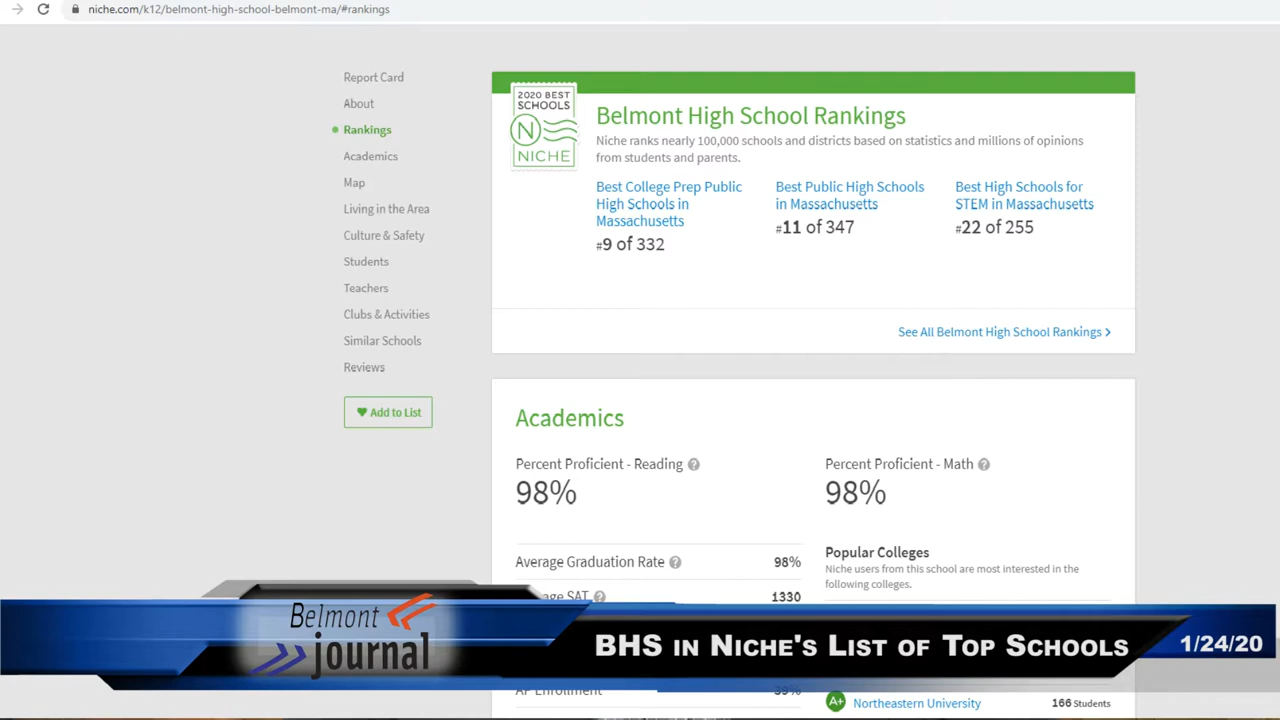 niche.com/k12/belmont-high-school-belmont-ma/#rankings
Report Card
About
Rankings
Academics
Map
Living in the Area
Culture & Safety
Students
Teachers
Clubs & Activities
Similar Schools
Reviews
Add to List
2020 BEST
SCHOOLS
N
NICHE
Belmont High School Rankings
Niche ranks nearly 100,000 schools and districts based on statistics and millions of opinions
from students and parents.
Best College Prep Public
High Schools in
Massachusetts
#9 of 332
Best Public High Schools
in Massachusetts
#11 of 347
Best High Schools for
STEM in Massachusetts
#22 of 255
See All Belmont High School Rankings
Academics
Percent Proficient - Reading ?
98%
Percent Proficient - Math ?
98%
Average Graduation Rate ? 98%
SAT ? 1330
Popular Colleges
Niche users from this school are most interested in the
following colleges.
AP Enrollment 39%
A+ Northeastern University 166 Students
Belmont
journal
BHS in Niche's List of Top Schools
1/24/20